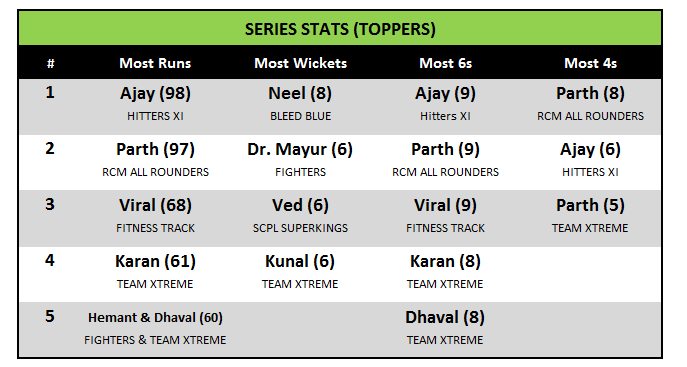 SERIES STATS (TOPPERS)
# Most Runs Most Wickets Most 6s Most 4s
1 Ajay (98) Neel (8) Ajay (9) Parth (8)
HITTERS XI BLEED BLUE Hitters XI RCM ALL ROUNDERS
2 Parth (97) Dr. Mayur (6) Parth (9) Ajay (6)
RCM ALL ROUNDERS FIGHTERS RCM ALL ROUNDERS HITTERS XI
3 Viral (68) Ved (6) Viral (9) Parth (5)
FITNESS TRACK SCPL SUPERKINGS FITNESS TRACK TEAM XTREME
4 Karan (61) Kunal (6) Karan (8)
TEAM XTREME TEAM XTREME TEAM XTREME
5 Hemant & Dhaval (60) Dhaval (8)
FIGHTERS & TEAM XTREME TEAM XTREME